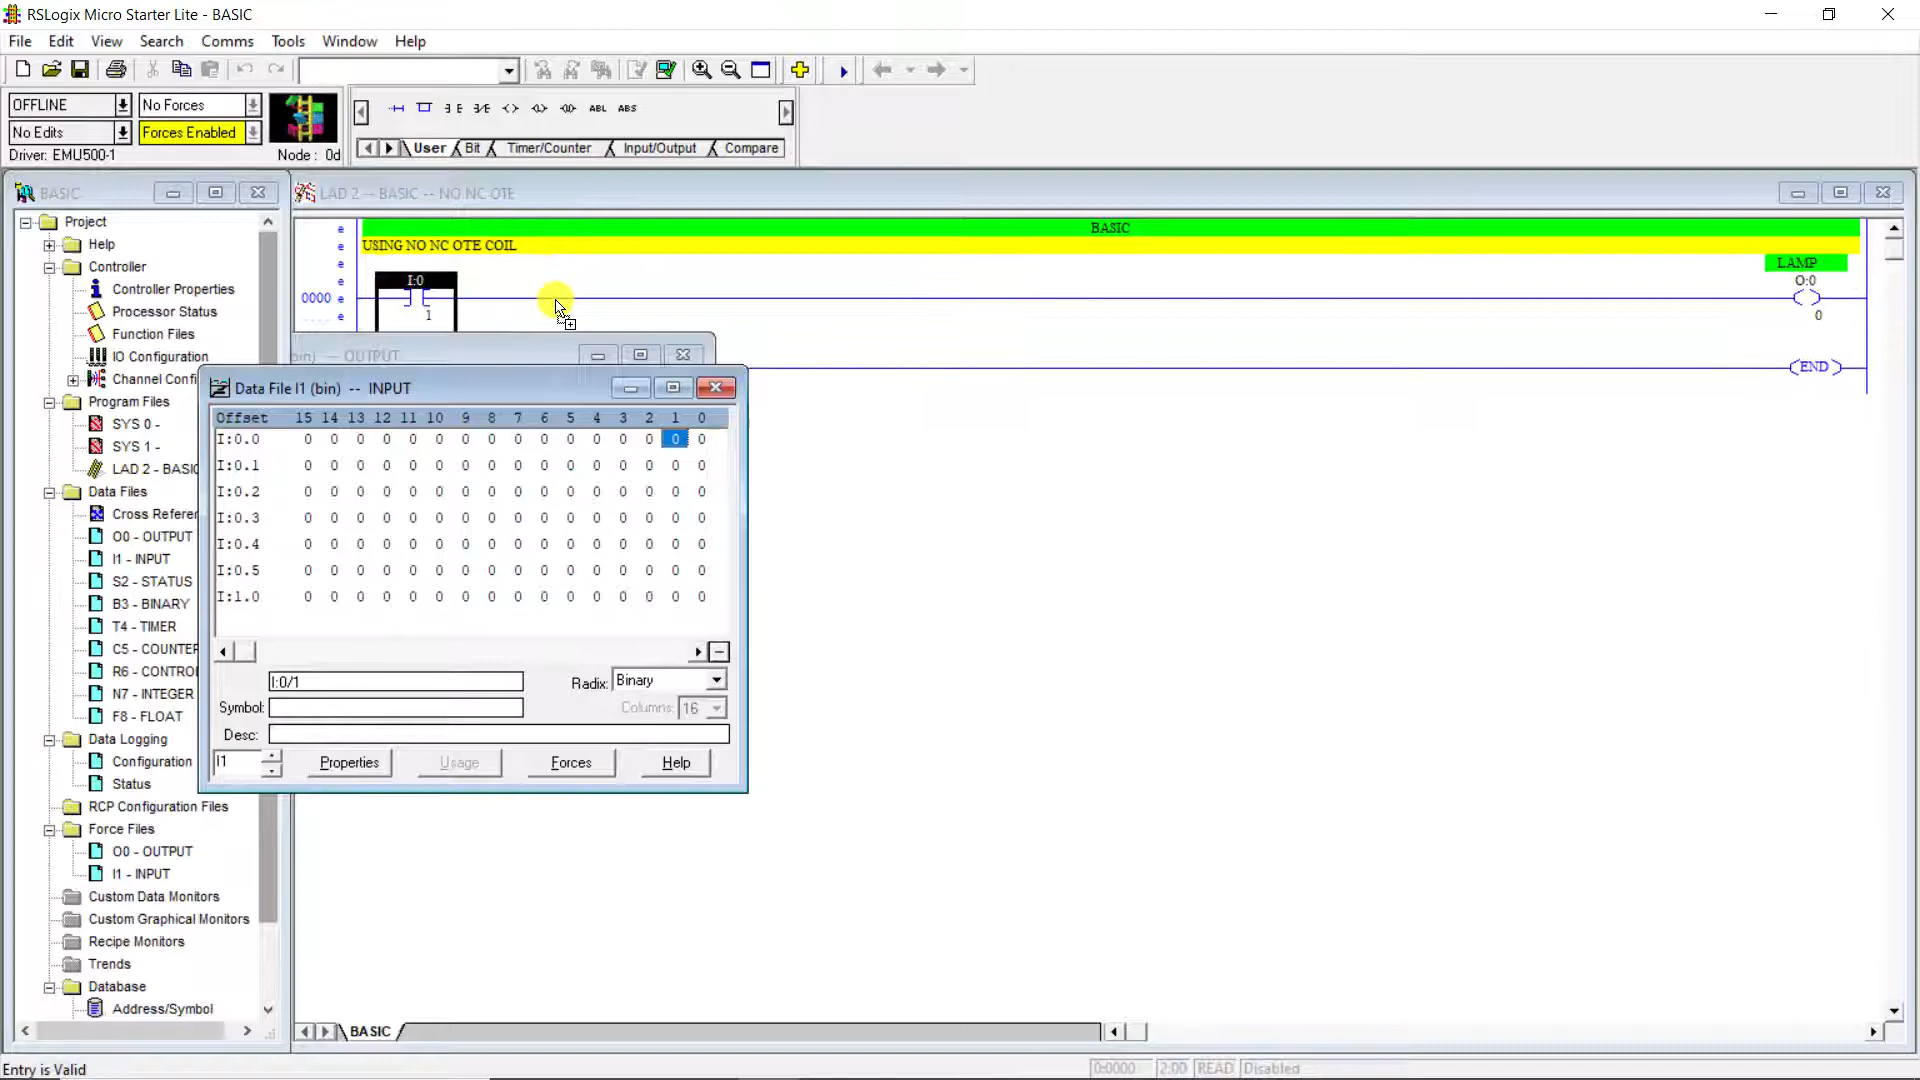 RSLogix Micro Starter Lite - BASIC
File Edit View Search Comms Tools Window Help
OFFLINE No Forces
No Edits Forces Enabled
Driver: EMU500-1 Node : 0d
ABL ABS
User Bit Timer/Counter Input/Output Compare
BASIC
Project
Help
Controller
Controller Properties
Processor Status
Function Files
IO Configuration
Channel Confi
Program Files
SYS 0 -
SYS 1 -
LAD 2 - BASIC
Data Files
Cross Referen
O0 - OUTPUT
I1 - INPUT
S2 - STATUS
B3 - BINARY
T4 - TIMER
C5 - COUNTER
R6 - CONTROL
N7 - INTEGER
F8 - FLOAT
Data Logging
Configuration
Status
RCP Configuration Files
Force Files
O0 - OUTPUT
I1 - INPUT
Custom Data Monitors
Custom Graphical Monitors
Recipe Monitors
Trends
Database
Address/Symbol
LAD 2 -- BASIC -- NO NC OTE
e BASIC
e USING NO NC OTE COIL
e LAMP
e I:0 O:0
0000 e
e 1 0
END
bin) -- OUTPUT
Data File I1 (bin) -- INPUT
Offset 15 14 13 12 11 10 9 8 7 6 5 4 3 2 1 0
I:0.0 0 0 0 0 0 0 0 0 0 0 0 0 0 0 0 0
I:0.1 0 0 0 0 0 0 0 0 0 0 0 0 0 0 0 0
I:0.2 0 0 0 0 0 0 0 0 0 0 0 0 0 0 0 0
I:0.3 0 0 0 0 0 0 0 0 0 0 0 0 0 0 0 0
I:0.4 0 0 0 0 0 0 0 0 0 0 0 0 0 0 0 0
I:0.5 0 0 0 0 0 0 0 0 0 0 0 0 0 0 0 0
I:1.0 0 0 0 0 0 0 0 0 0 0 0 0 0 0 0 0
I:0/1 Radix: Binary
Symbol: Columns: 16
Desc:
I1 Properties Usage Forces Help
BASIC
Entry is Valid 0:0000 2:00 READ Disabled